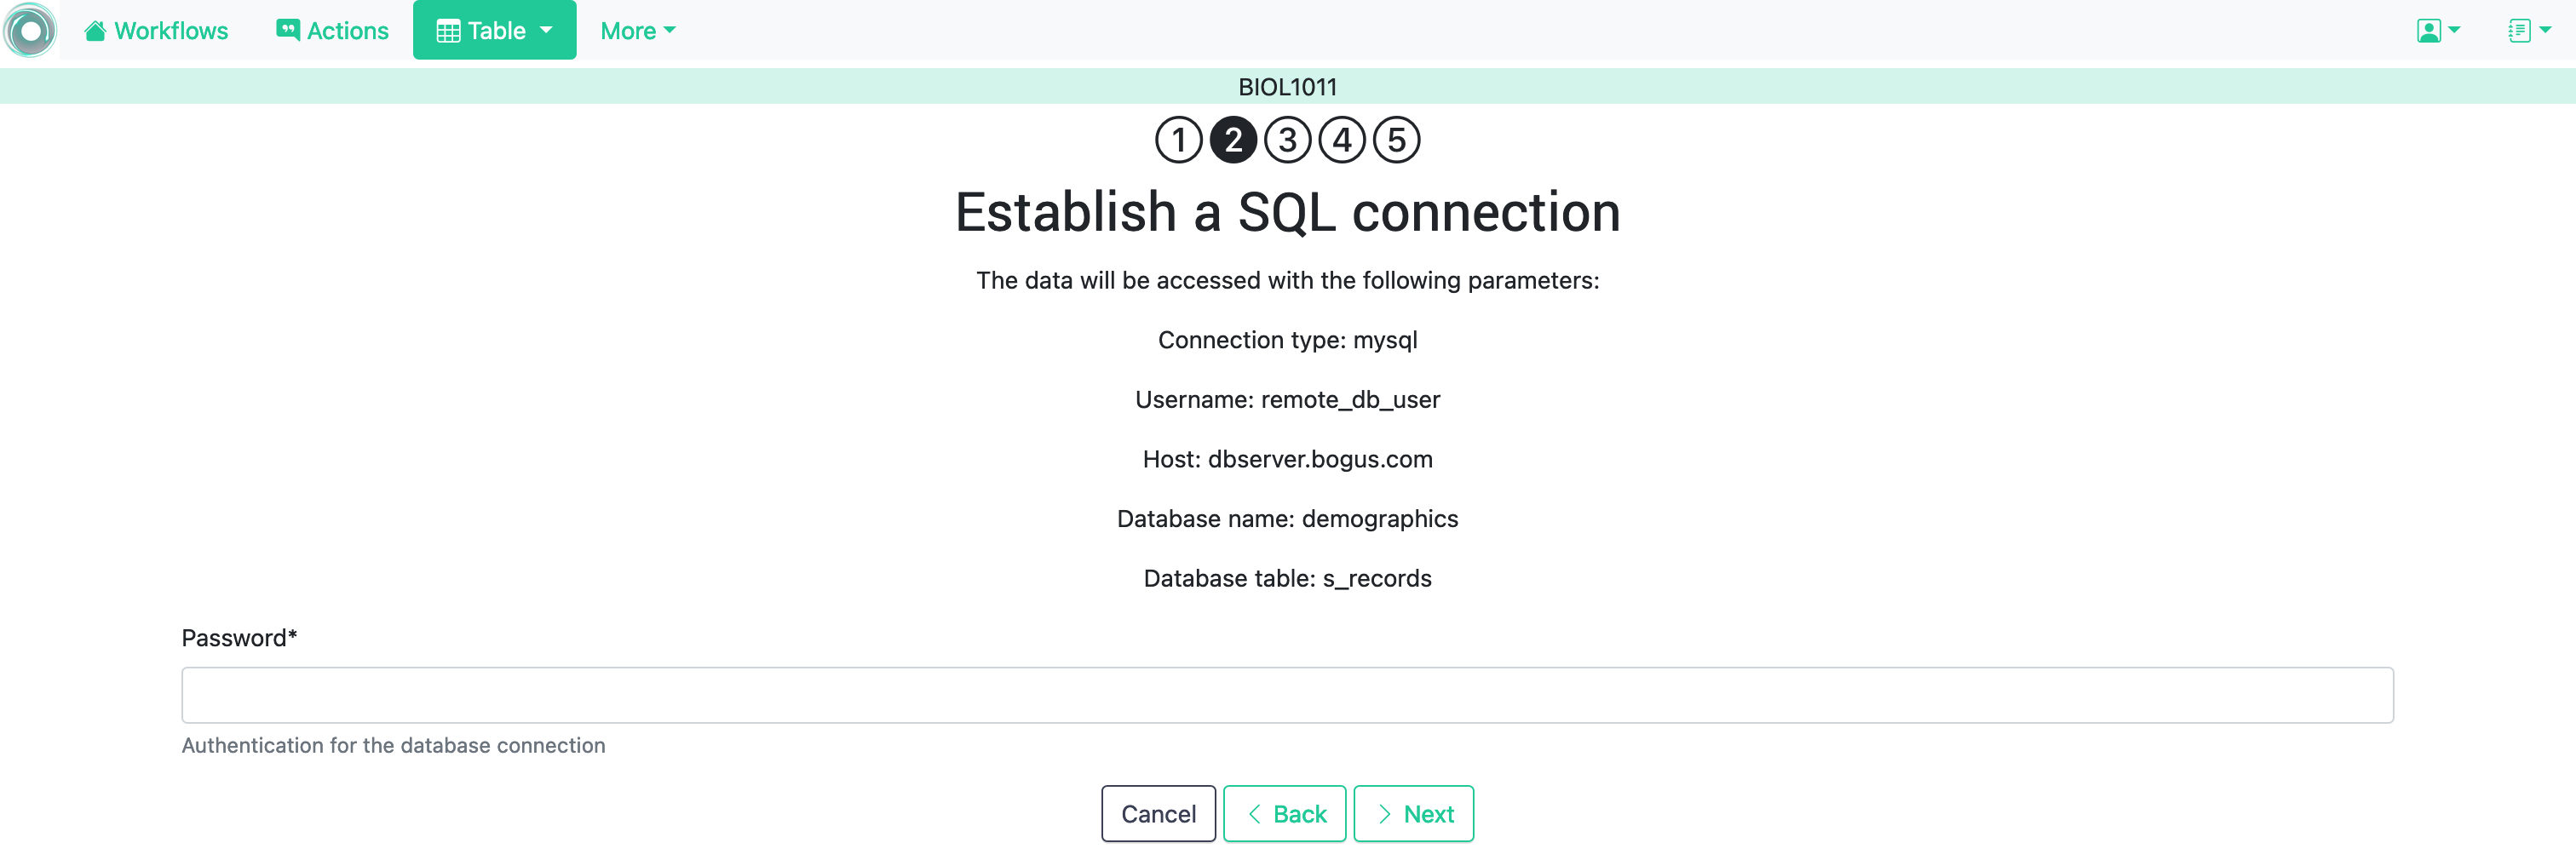 Workflows Actions Table More
BIOL1011
1 2 3 4 5
Establish a SQL connection
The data will be accessed with the following parameters:
Connection type: mysql
Username: remote_db_user
Host: dbserver.bogus.com
Database name: demographics
Database table: s_records
Password*
Authentication for the database connection
Cancel Back Next